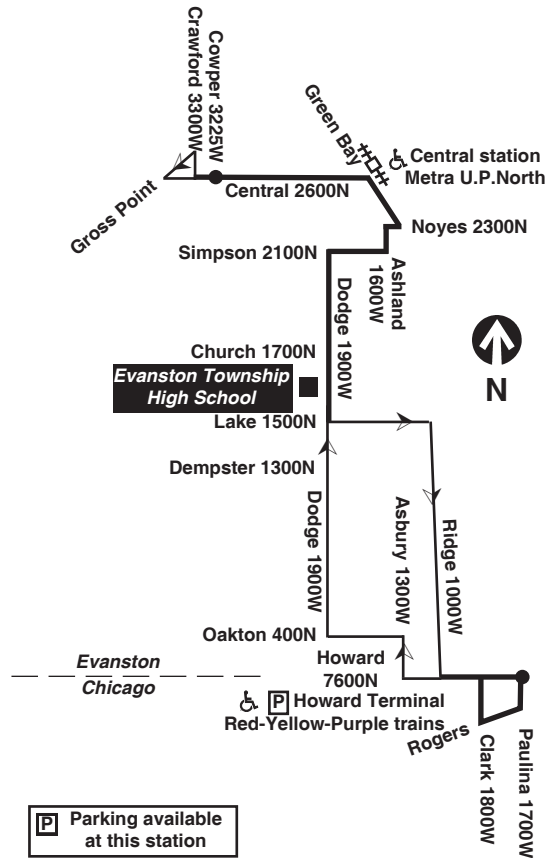 Crawford 3300W
Cowper 3225W
Green Bay
Central station
Metra U.P.North
Gross Point
Central 2600N
Noyes 2300N
Simpson 2100N
Ashland
1600W
Dodge 1900W
Church 1700N
Evanston Township
High School
N
Lake 1500N
Dempster 1300N
Dodge 1900W
Asbury 1300W
Ridge 1000W
Oakton 400N
Howard
7600N
Evanston
Chicago
P Howard Terminal
Red-Yellow-Purple trains
Rogers
Clark 1800W
Paulina 1700W
P Parking available
at this station